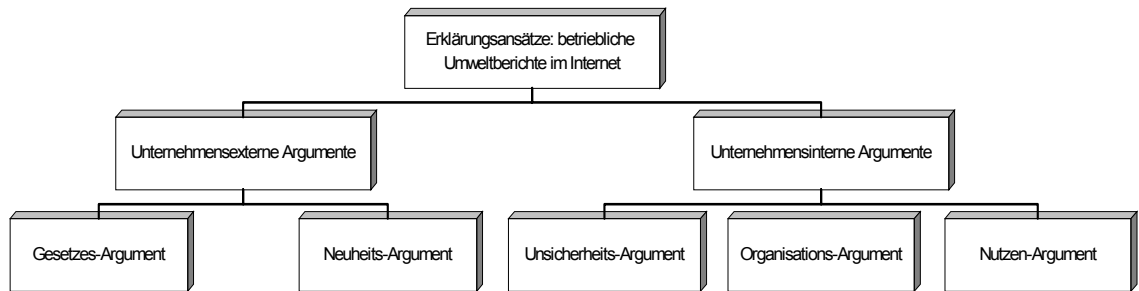 Erklärungsansätze: betriebliche
Umweltberichte im Internet
Unternehmensexterne Argumente
Unternehmensinterne Argumente
Gesetzes-Argument
Neuheits-Argument
Unsicherheits-Argument
Organisations-Argument
Nutzen-Argument